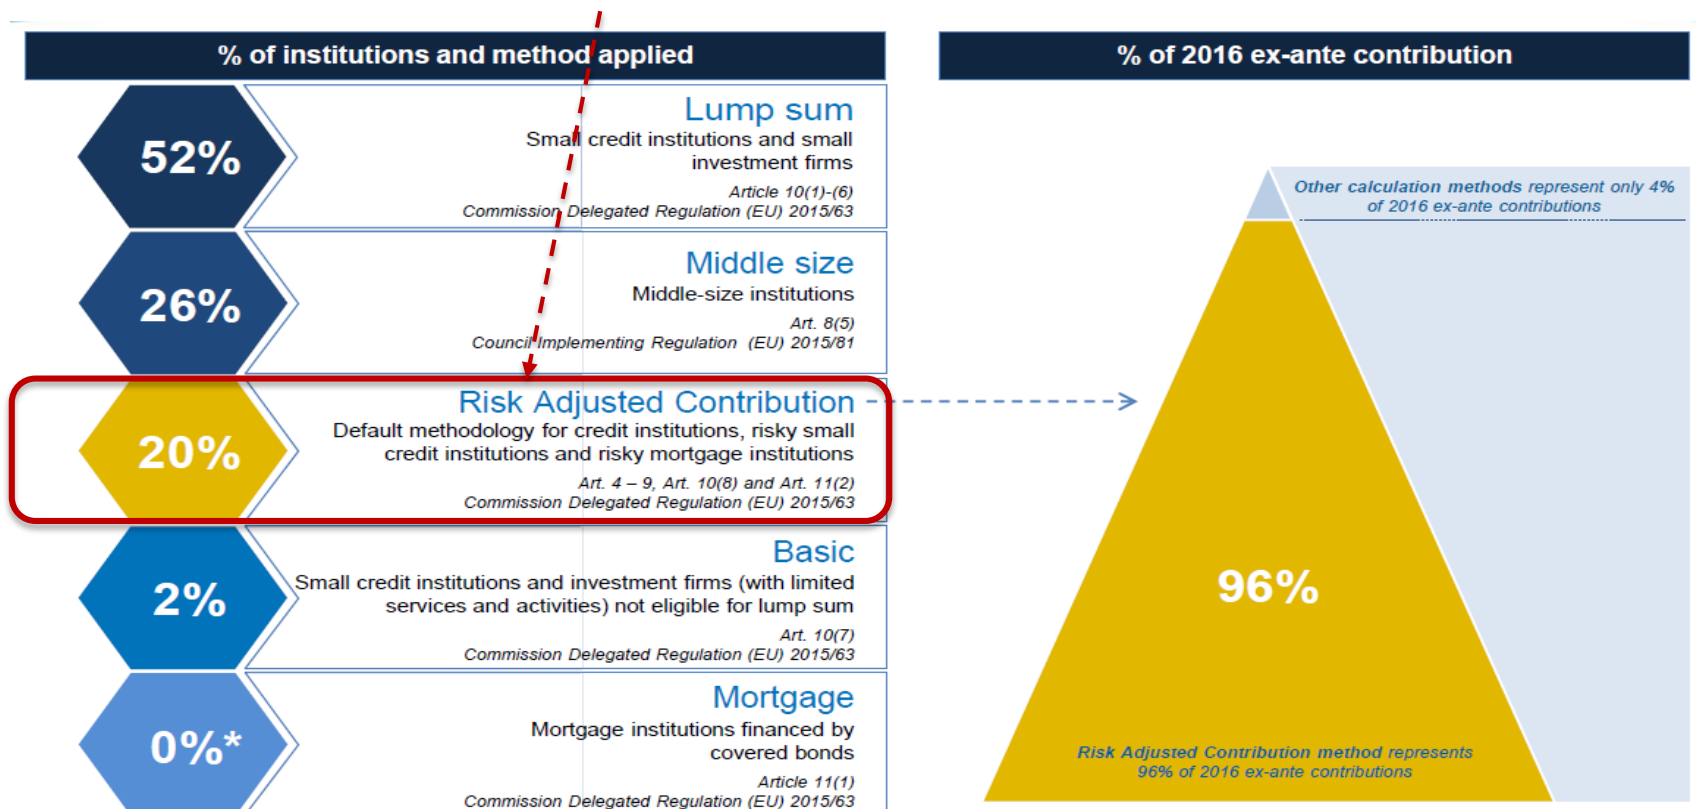 % of institutions and method applied
52%
Lump sum
Small credit institutions and small
investment firms
Article 10(1)-(6)
Commission Delegated Regulation (EU) 2015/63
26%
Middle size
Middle-size institutions
Art. 8(5)
Council Implementing Regulation (EU) 2015/81
20%
Risk Adjusted Contribution
Default methodology for credit institutions, risky small
credit institutions and risky mortgage institutions
Art. 4 – 9, Art. 10(8) and Art. 11(2)
Commission Delegated Regulation (EU) 2015/63
2%
Basic
Small credit institutions and investment firms (with limited
services and activities) not eligible for lump sum
Art. 10(7)
Commission Delegated Regulation (EU) 2015/63
0%*
Mortgage
Mortgage institutions financed by
covered bonds
Article 11(1)
Commission Delegated Regulation (EU) 2015/63
% of 2016 ex-ante contribution
Other calculation methods represent only 4%
of 2016 ex-ante contributions
96%
Risk Adjusted Contribution method represents
96% of 2016 ex-ante contributions